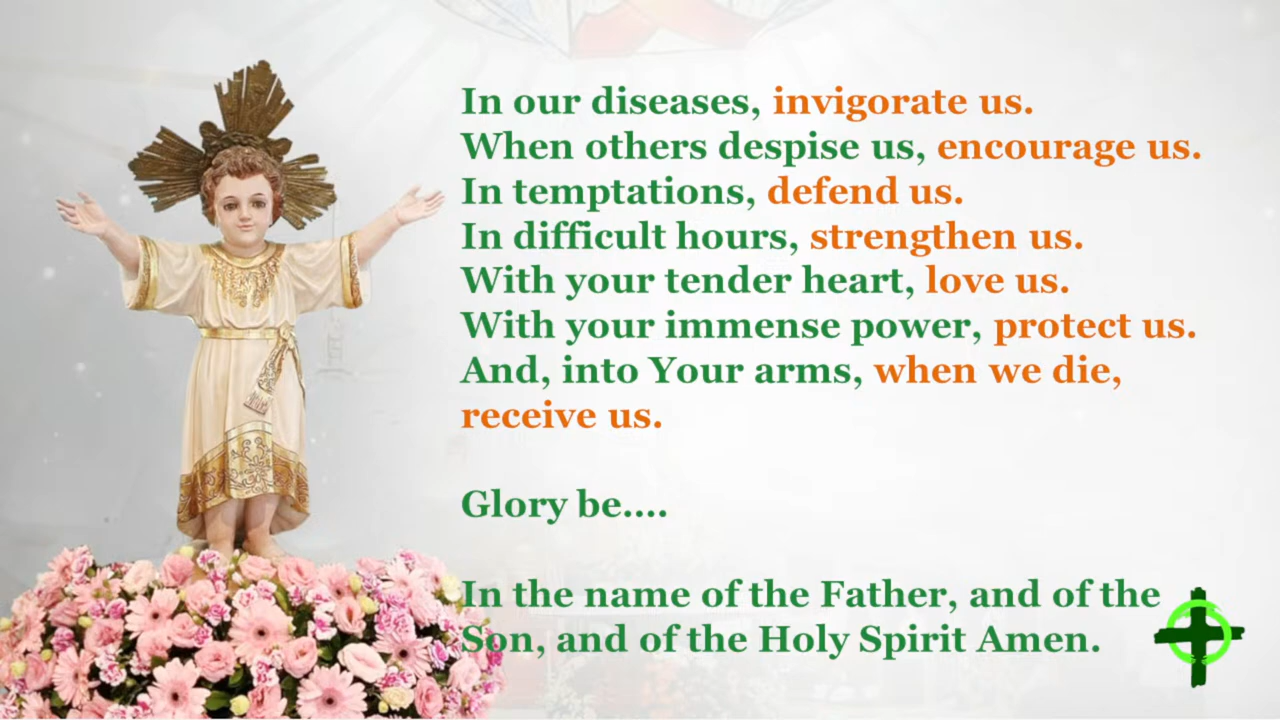 In our diseases, invigorate us.
When others despise us, encourage us.
In temptations, defend us.
In difficult hours, strengthen us.
With your tender heart, love us.
With your immense power, protect us.
And, into Your arms, when we die,
receive us.
Glory be....
In the name of the Father, and of the
Son, and of the Holy Spirit Amen.